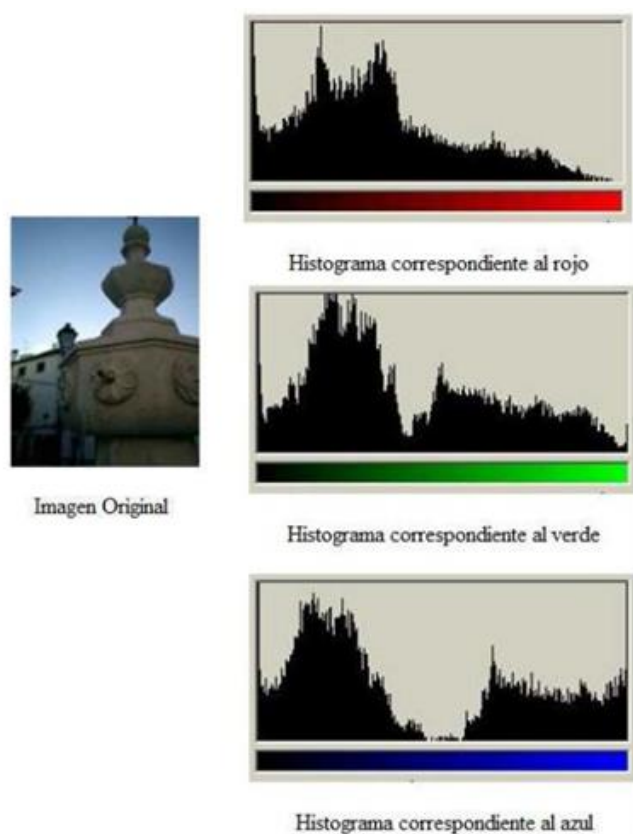 Histograma correspondiente al rojo
Imagen Original
Histograma correspondiente al verde
Histograma correspondiente al azul